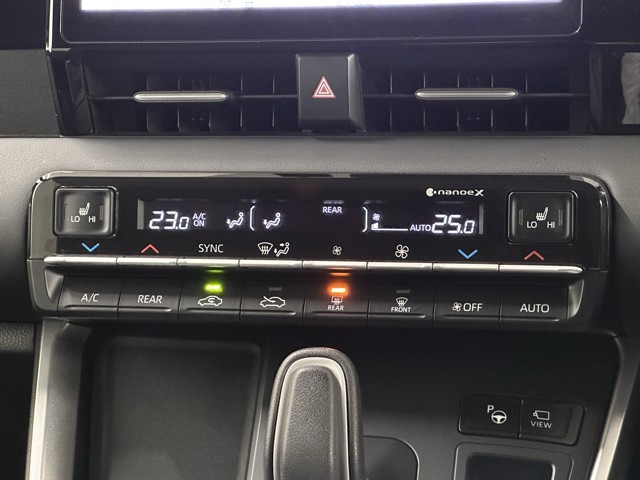 nanoeX
LO HI
23.0 A/C ON
REAR
AUTO 25.0
LO HI
SYNC
A/C
REAR
REAR
FRONT
OFF
AUTO
P
VIEW